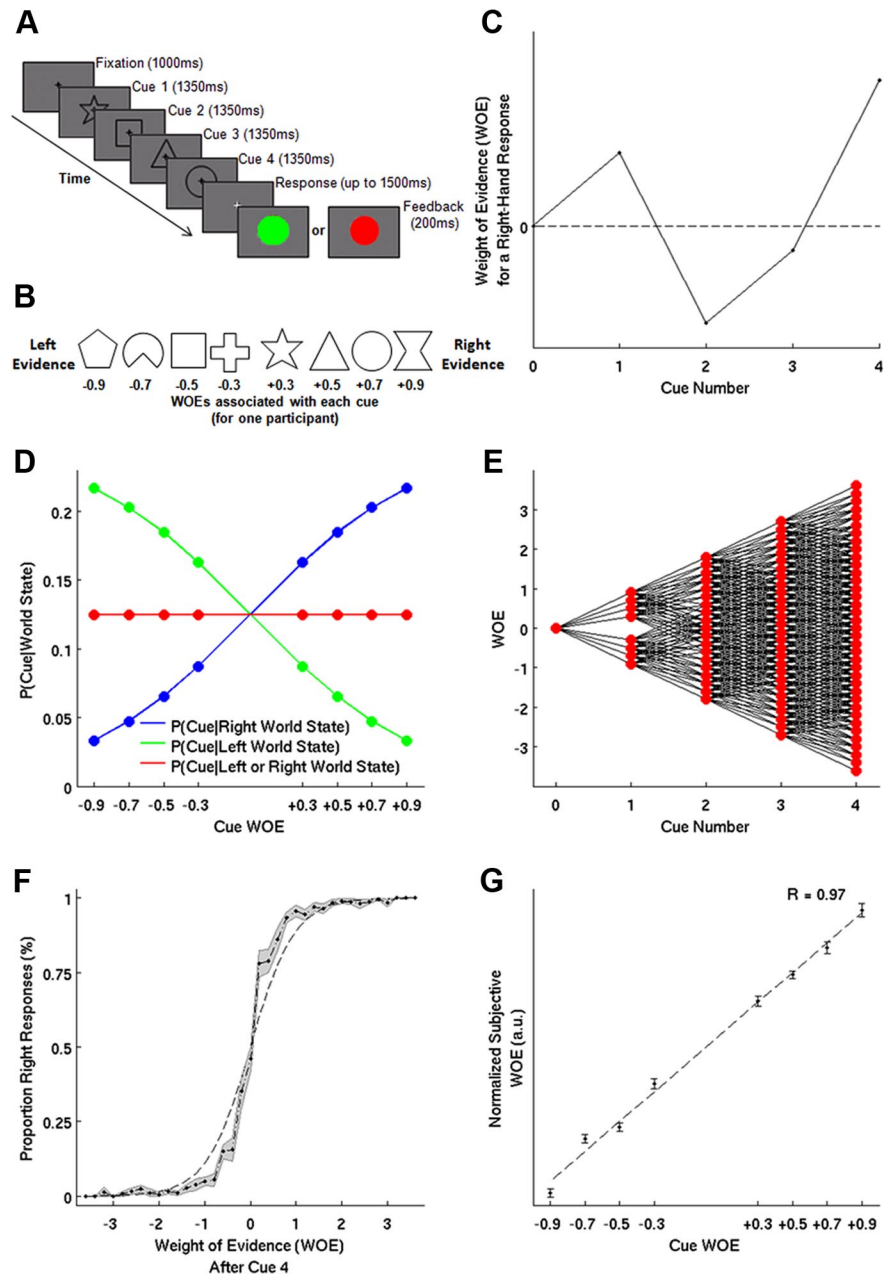 A
Fixation (1000ms)
Cue 1 (1350ms)
Cue 2 (1350ms)
Cue 3 (1350ms)
Cue 4 (1350ms)
Response (up to 1500ms)
Time
or
Feedback
(200ms)
B
Left
Evidence
Right
Evidence
-0.9 -0.7 -0.5 -0.3 +0.3 +0.5 +0.7 +0.9
WOEs associated with each cue
(for one participant)
C
Weight of Evidence (WOE)
for a Right-Hand Response
0
0 1 2 3 4
Cue Number
D
P(Cue|World State)
0.2
0.15
0.1
0.05
0
P(Cue|Right World State)
P(Cue|Left World State)
P(Cue|Left or Right World State)
-0.9 -0.7 -0.5 -0.3 +0.3 +0.5 +0.7 +0.9
Cue WOE
E
WOE
3
2
1
0
-1
-2
-3
0 1 2 3 4
Cue Number
F
Proportion Right Responses (%)
1
0.75
0.5
0.25
0
-3 -2 -1 0 1 2 3
Weight of Evidence (WOE)
After Cue 4
G
R = 0.97
Normalized Subjective
WOE (a.u.)
-0.9 -0.7 -0.5 -0.3 +0.3 +0.5 +0.7 +0.9
Cue WOE